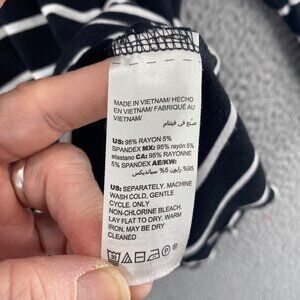 MADE IN VIETNAM/ HECHO
EN VIETNAM/ FABRIQUÉ AU
VIETNAM/
صنع في فيتنام
US: 95% RAYON 5%
SPANDEX MX: 95% rayón 5%
elastano CA: 95% RAYONNE
5% SPANDEX AE/KW:
95% رايون 5% سبانديكس
US: SEPARATELY. MACHINE
WASH COLD, GENTLE
CYCLE. ONLY
NON-CHLORINE BLEACH.
LAY FLAT TO DRY. WARM
IRON. MAY BE DRY
CLEANED